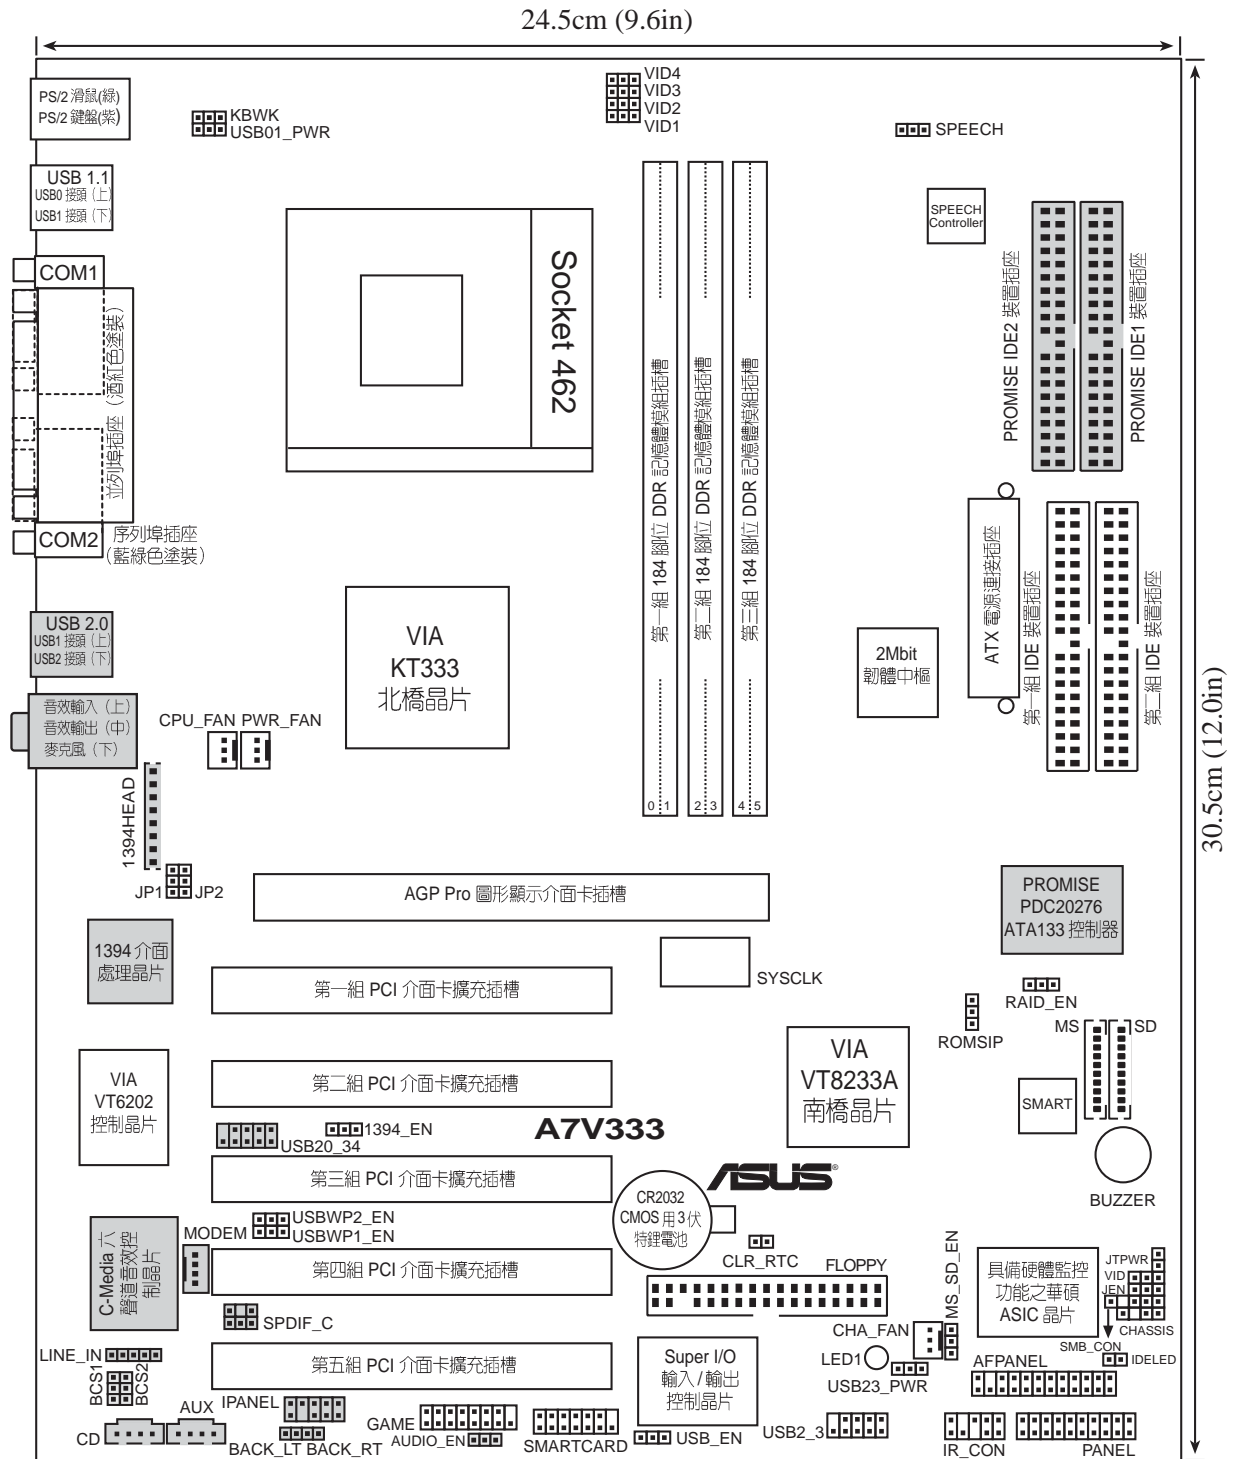 24.5cm (9.6in)
PS/2 滑鼠(綠)
PS/2 鍵盤(紫)
KBWK
USB01_PWR
VID4
VID3
VID2
VID1
SPEECH
USB 1.1
USB0 接頭（上）
USB1 接頭（下）
SPEECH
Controller
COM1
並列埠插座（酒紅色塗裝）
COM2
序列埠插座
（藍綠色塗裝）
Socket 462
第一組 184 腳位 DDR 記憶體模組插槽
第二組 184 腳位 DDR 記憶體模組插槽
第三組 184 腳位 DDR 記憶體模組插槽
0 1
2 3
4 5
PROMISE IDE2 裝置插座
PROMISE IDE1 裝置插座
ATX 電源連接插座
第一組 IDE 裝置插座
第二組 IDE 裝置插座
30.5cm (12.0in)
USB 2.0
USB1 接頭（上）
USB2 接頭（下）
VIA
KT333
北橋晶片
2Mbit
韌體中樞
音效輸入（上）
音效輸出（中）
麥克風（下）
CPU_FAN PWR_FAN
1394HEAD
JP1
JP2
AGP Pro 圖形顯示介面卡插槽
PROMISE
PDC20276
ATA133 控制器
1394 介面
處理晶片
SYSCLK
第一組 PCI 介面卡擴充插槽
RAID_EN
ROMSIP
MS
SD
VIA
VT8233A
南橋晶片
VIA
VT6202
控制晶片
第二組 PCI 介面卡擴充插槽
SMART
USB20_34
1394_EN
A7V333
ASUS®
第三組 PCI 介面卡擴充插槽
BUZZER
CR2032
CMOS 用 3 伏
特鋰電池
C-Media 六
聲道音效控
制晶片
MODEM
USBWP2_EN
USBWP1_EN
CLR_RTC
第四組 PCI 介面卡擴充插槽
FLOPPY
MS_SD_EN
具備硬體監控
功能之華碩
ASIC 晶片
JTPWR
VID
JEN
CHASSIS
SMB_CON
IDELED
SPDIF_C
CHA_FAN
LED1
USB23_PWR
AFPANEL
LINE_IN
BCS1
BCS2
第五組 PCI 介面卡擴充插槽
Super I/O
輸入/輸出
控制晶片
CD
AUX
IPANEL
BACK_LT BACK_RT
GAME
AUDIO_EN
SMARTCARD
USB_EN
USB2_3
IR_CON
PANEL